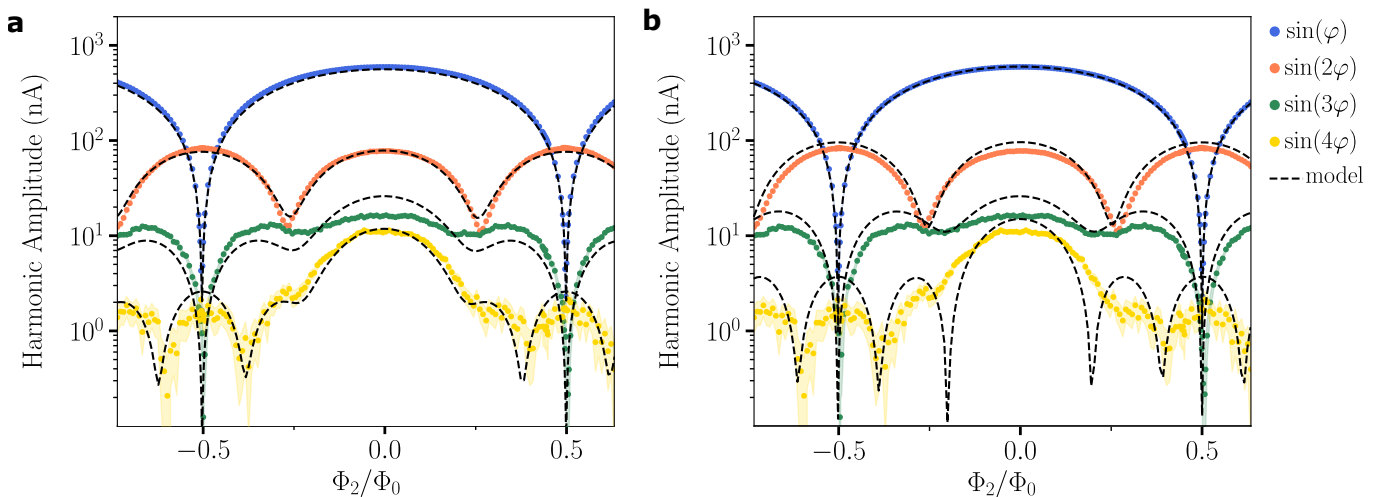 a
Harmonic Amplitude (nA)
10³
10²
10¹
10⁰
−0.5
0.0
0.5
Φ₂/Φ₀
b
Harmonic Amplitude (nA)
10³
10²
10¹
10⁰
−0.5
0.0
0.5
Φ₂/Φ₀
sin(φ)
sin(2φ)
sin(3φ)
sin(4φ)
model